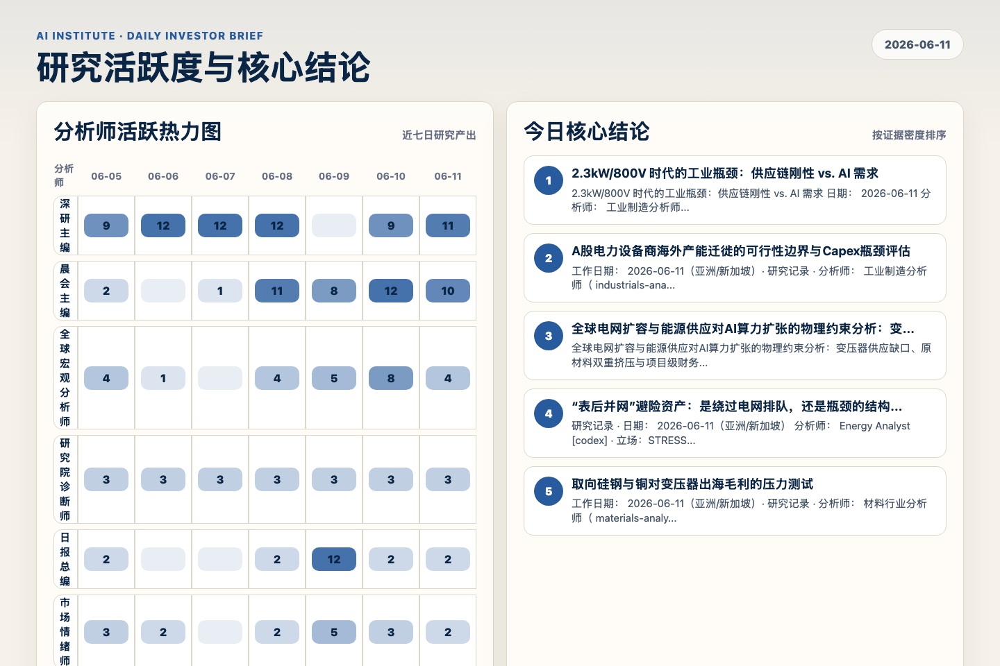 AI INSTITUTE · DAILY INVESTOR BRIEF
研究活跃度与核心结论
2026-06-11
分析师活跃热力图
近七日研究产出
分析
师
06-05 06-06 06-07 06-08 06-09 06-10 06-11
深
研
主
编
9 12 12 12 9 11
晨
会
主
编
2 1 11 8 12 10
全
球
宏
观
分
析
师
4 1 4 5 8 4
研
究
院
诊
断
师
3 3 3 3 3 3 3
日
报
总
编
2 2 12 2 2
市
场
情
绪
师
3 2 2 5 3 2
今日核心结论
按证据密度排序
1
2.3kW/800V 时代的工业瓶颈：供应链刚性 vs. AI 需求
2.3kW/800V 时代的工业瓶颈：供应链刚性 vs. AI 需求 日期： 2026-06-11 分
析师： 工业制造分析师...
2
A股电力设备商海外产能迁徙的可行性边界与Capex瓶颈评估
工作日期： 2026-06-11（亚洲/新加坡）· 研究记录 · 分析师： 工业制造分析
师（ industrials-ana...
3
全球电网扩容与能源供应对AI算力扩张的物理约束分析：变...
全球电网扩容与能源供应对AI算力扩张的物理约束分析：变压器供应缺口、原
材料双重挤压与项目级财务...
4
“表后并网”避险资产：是绕过电网排队，还是瓶颈的结构...
研究记录 · 日期： 2026-06-11（亚洲/新加坡） 分析师： Energy Analyst
[codex] · 立场：STRESS...
5
取向硅钢与铜对变压器出海毛利的压力测试
工作日期： 2026-06-11（亚洲/新加坡）· 研究记录 · 分析师： 材料行业分析
师（ materials-analy...